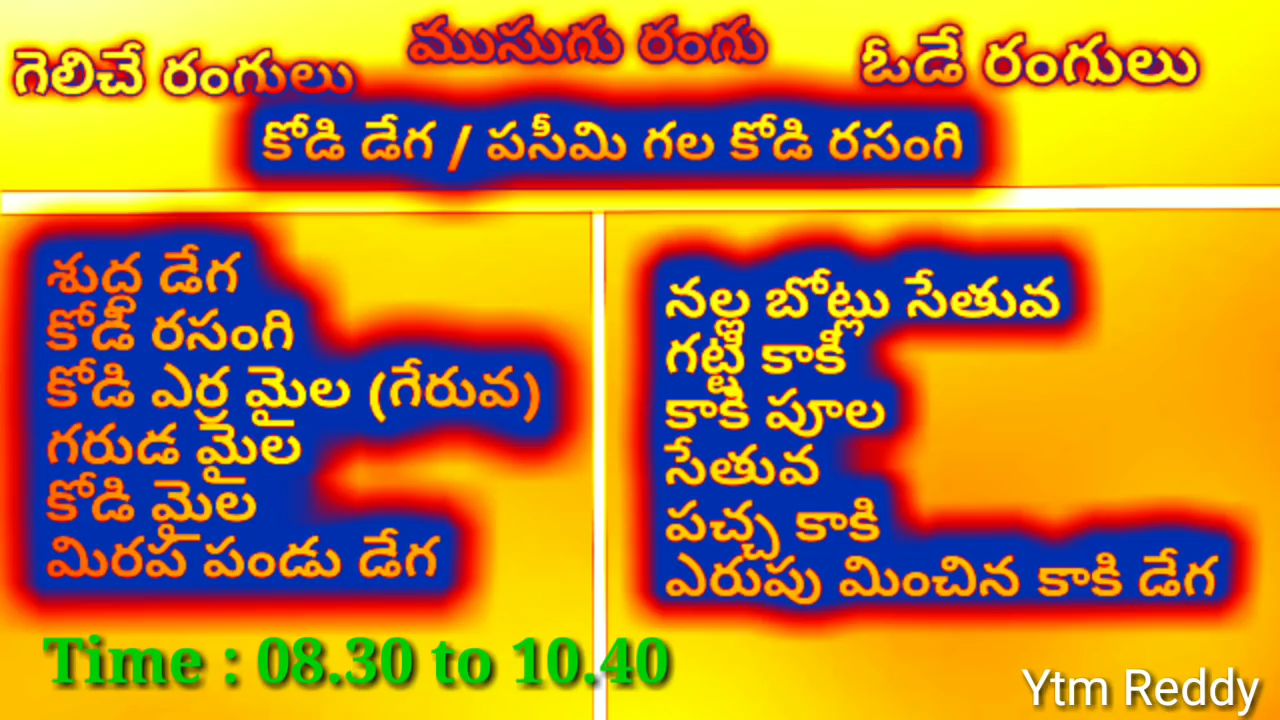 గెలిచే రంగులు
ముసుగు రంగు
ఓడే రంగులు
కోడి డేగ / పసీమి గల కోడి రసంగి
శుద్ధ డేగ
కోడి రసంగి
కోడి ఎర్ర మైల (గేరువ)
గరుడ మైల
కోడి మైల
మిరప పండు డేగ
నల్ల బోట్లు సేతువ
గట్టి కాకి
కాకి పూల
సేతువ
పచ్చ కాకి
ఎరుపు మించిన కాకి డేగ
Time : 08.30 to 10.40
Ytm Reddy